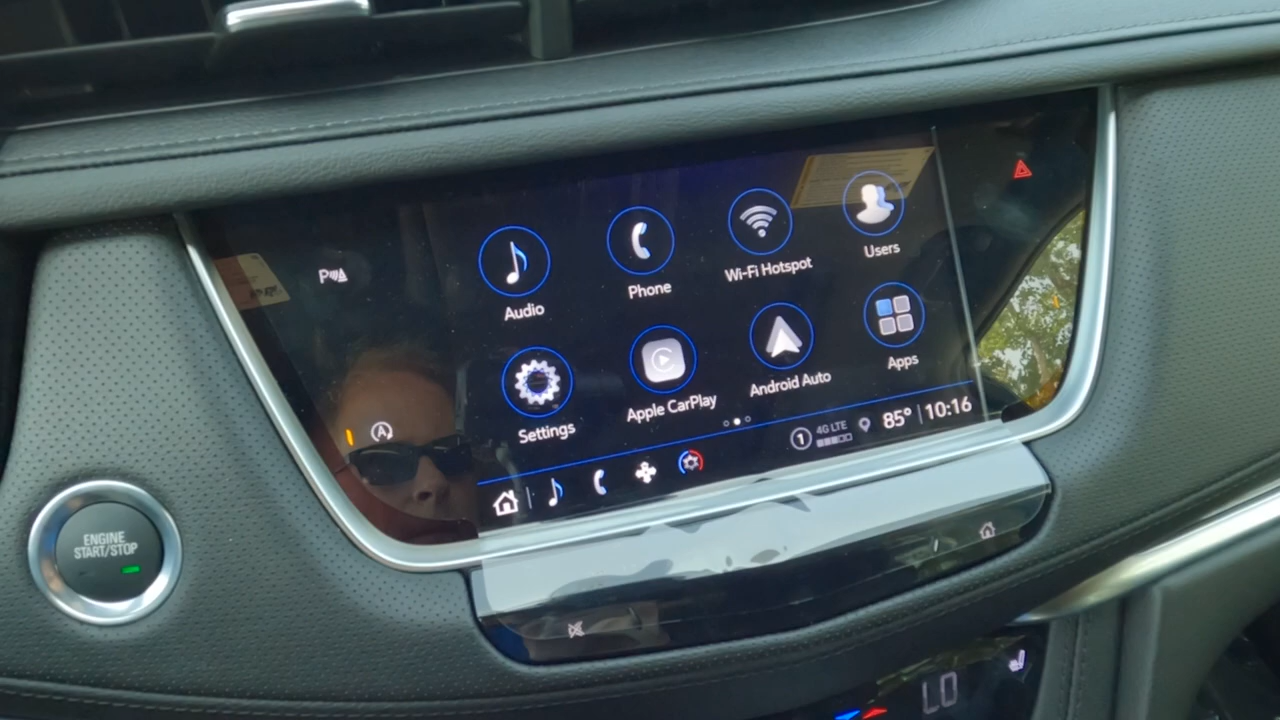 Audio
Phone
Wi-Fi Hotspot
Users
Settings
Apple CarPlay
Android Auto
Apps
1
4G LTE
85°
10:16
P
A
ENGINE
START/STOP
LO